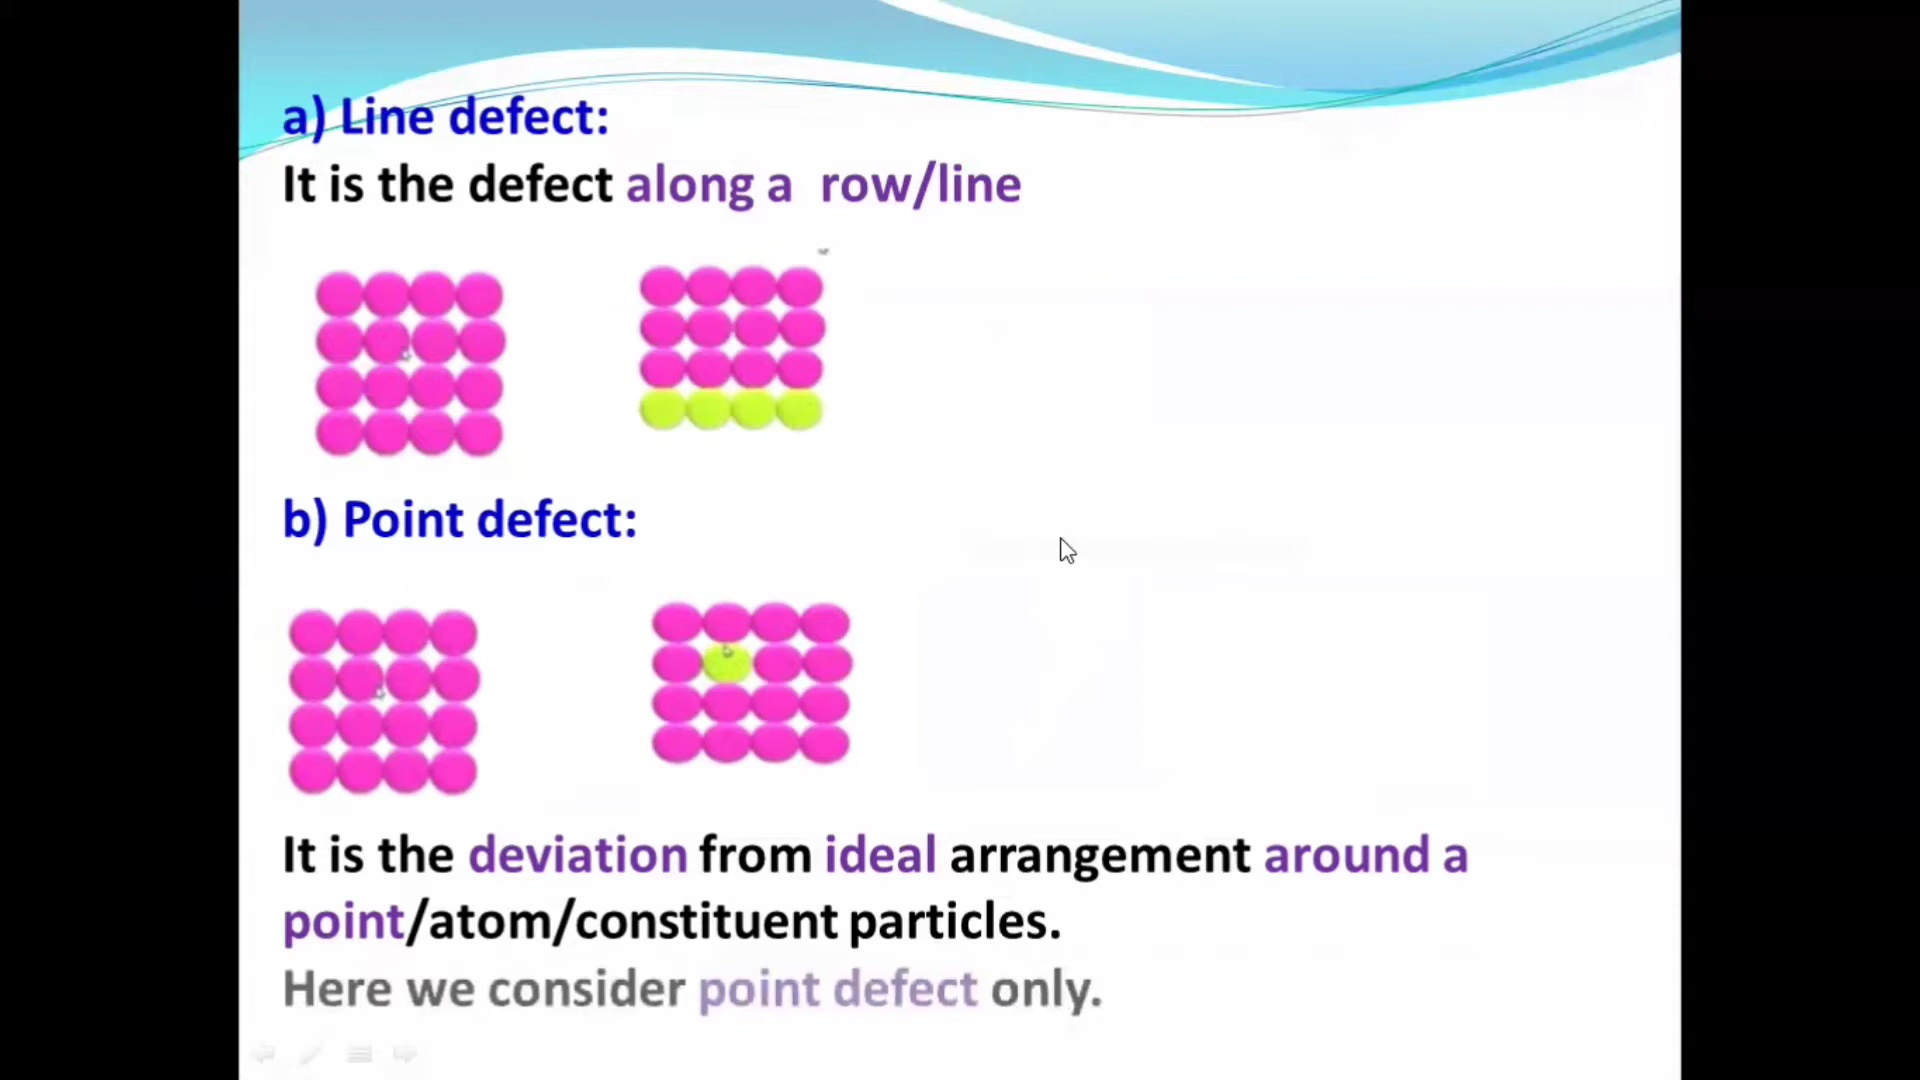 a) Line defect:
It is the defect along a row/line
b) Point defect:
It is the deviation from ideal arrangement around a
point/atom/constituent particles.
Here we consider point defect only.